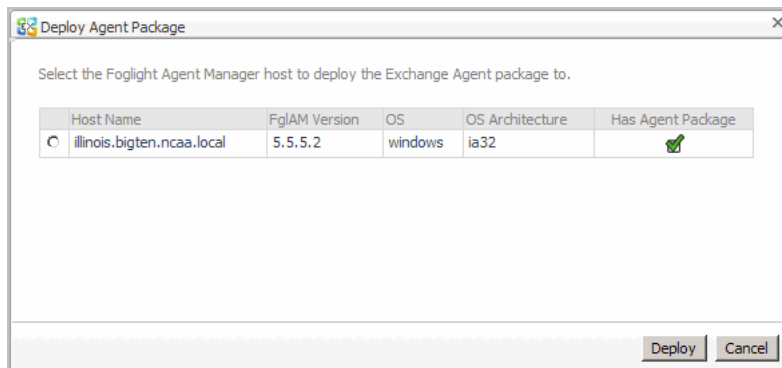 Deploy Agent Package
Select the Foglight Agent Manager host to deploy the Exchange Agent package to.
Host Name FglAM Version OS OS Architecture Has Agent Package
illinois.bigten.ncaa.local 5.5.5.2 windows ia32
Deploy Cancel